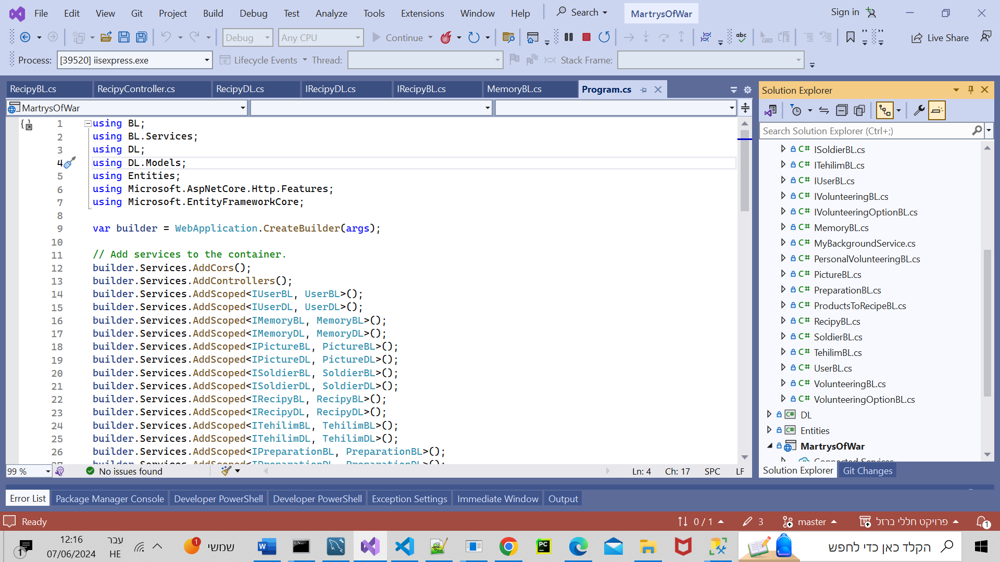 File Edit View Git Project Build Debug Test Analyze Tools Extensions Window Help Search MartrysOfWar Sign in
Debug Any CPU Continue Live Share
Process: [39520] iisexpress.exe Lifecycle Events Thread: Stack Frame:
RecipyBL.cs RecipyController.cs RecipyDL.cs IRecipyDL.cs IRecipyBL.cs MemoryBL.cs Program.cs
MartrysOfWar
1 using BL;
2 using BL.Services;
3 using DL;
4 using DL.Models;
5 using Entities;
6 using Microsoft.AspNetCore.Http.Features;
7 using Microsoft.EntityFrameworkCore;
8
9 var builder = WebApplication.CreateBuilder(args);
10
11 // Add services to the container.
12 builder.Services.AddCors();
13 builder.Services.AddControllers();
14 builder.Services.AddScoped<IUserBL, UserBL>();
15 builder.Services.AddScoped<IUserDL, UserDL>();
16 builder.Services.AddScoped<IMemoryBL, MemoryBL>();
17 builder.Services.AddScoped<IMemoryDL, MemoryDL>();
18 builder.Services.AddScoped<IPictureBL, PictureBL>();
19 builder.Services.AddScoped<IPictureDL, PictureDL>();
20 builder.Services.AddScoped<ISoldierBL, SoldierBL>();
21 builder.Services.AddScoped<ISoldierDL, SoldierDL>();
22 builder.Services.AddScoped<IRecipyBL, RecipyBL>();
23 builder.Services.AddScoped<IRecipyDL, RecipyDL>();
24 builder.Services.AddScoped<ITehilimBL, TehilimBL>();
25 builder.Services.AddScoped<ITehilimDL, TehilimDL>();
26 builder.Services.AddScoped<IPreparationBL, PreparationBL>();
27 builder.Services.AddScoped<IPreparationDL, PreparationDL>();
99 % No issues found Ln: 4 Ch: 17 SPC LF
Solution Explorer
Search Solution Explorer (Ctrl+;)
C# ISoldierBL.cs
C# ITehilimBL.cs
C# IUserBL.cs
C# IVolunteeringBL.cs
C# IVolunteeringOptionBL.cs
C# MemoryBL.cs
C# MyBackgroundService.cs
C# PersonalVolunteeringBL.cs
C# PictureBL.cs
C# PreparationBL.cs
C# ProductsToRecipeBL.cs
C# RecipyBL.cs
C# SoldierBL.cs
C# TehilimBL.cs
C# UserBL.cs
C# VolunteeringBL.cs
C# VolunteeringOptionBL.cs
C# DL
C# Entities
MartrysOfWar
Connected Services
Solution Explorer Git Changes
Error List Package Manager Console Developer PowerShell Developer PowerShell Exception Settings Immediate Window Output
Ready 0 / 1 3 master פרויקט חללי ברזל 1
1 12:16 עבר
07/06/2024 HE
1 שמשי
הקלד כאן כדי לחפש